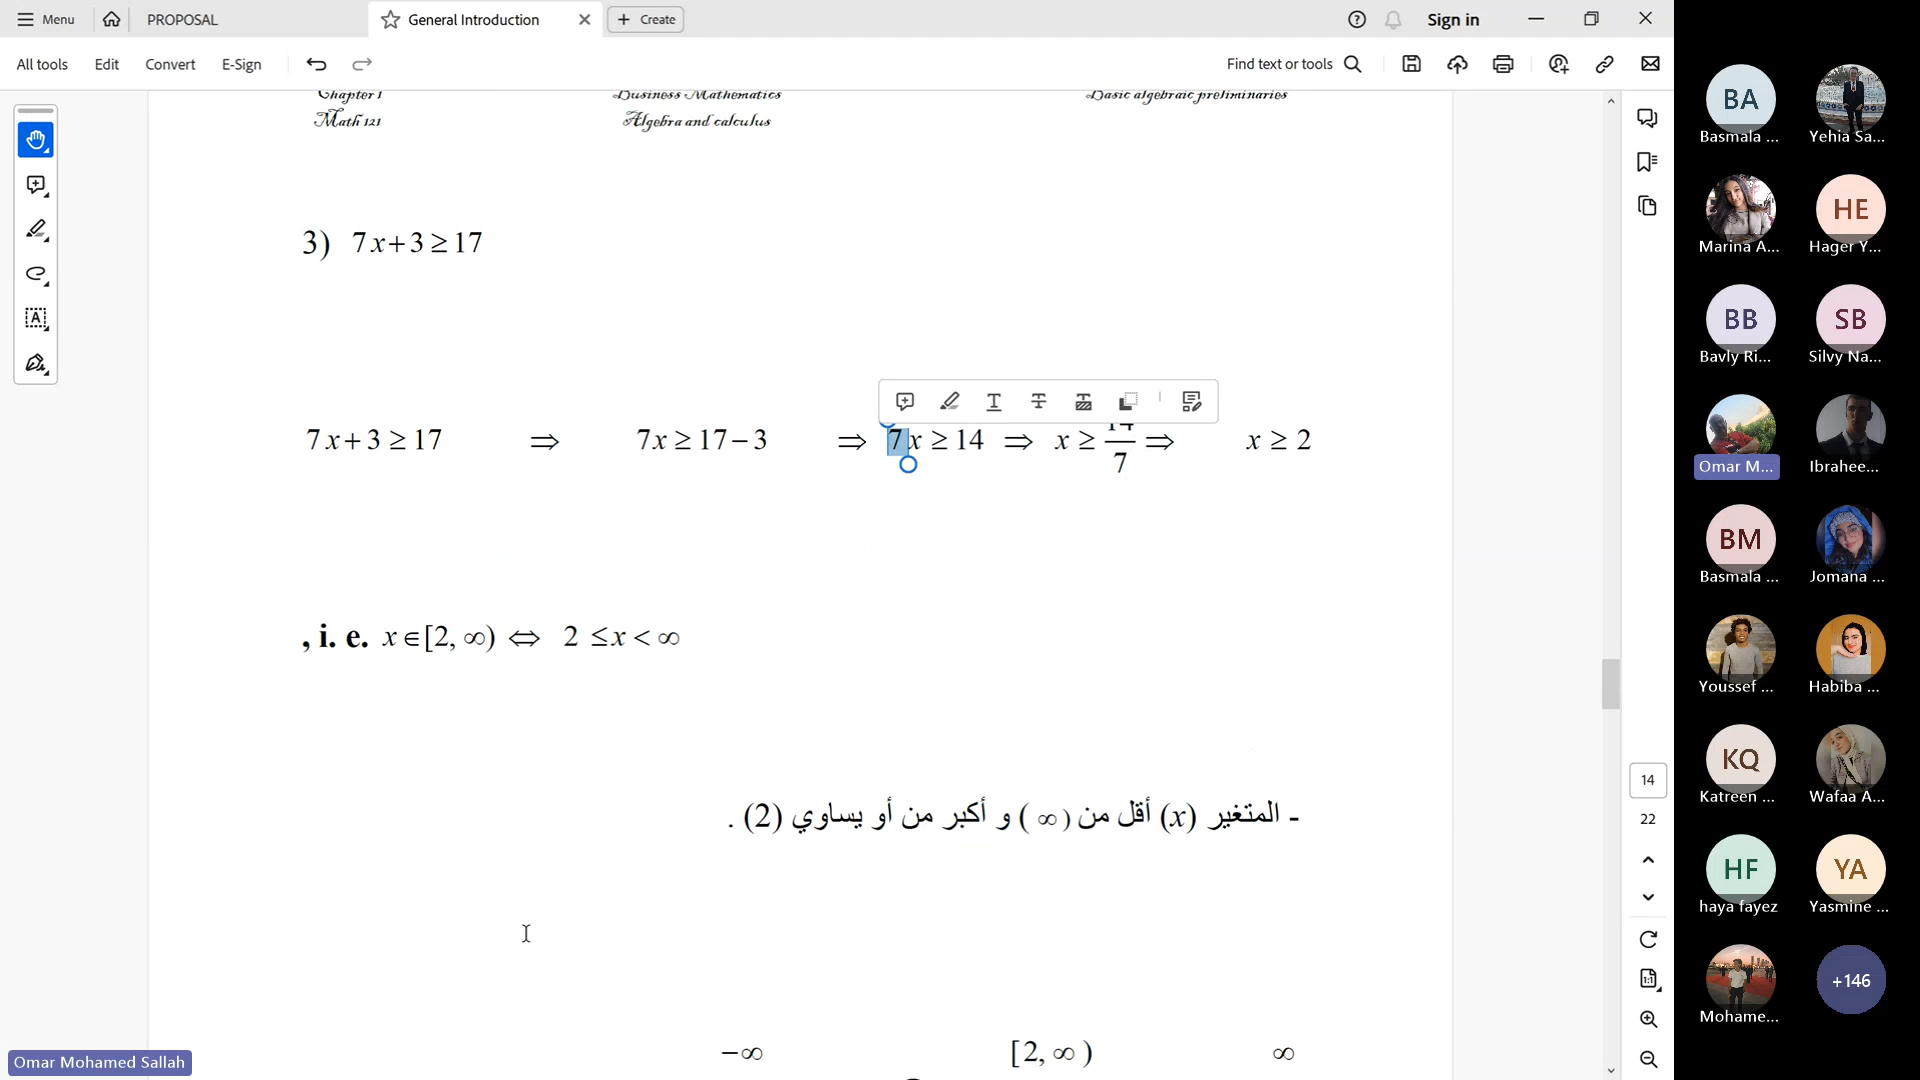 Menu PROPOSAL General Introduction Create Sign in
All tools Edit Convert E-Sign Find text or tools
Chapter 1 Business Mathematics Basic algebraic preliminaries
Math 121 Algebra and calculus
3) 7x+3≥17
7x+3≥17 ⇒ 7x≥17−3 ⇒ 7x≥14 ⇒ x≥14/7 ⇒ x≥2
, i. e. x∈[2, ∞) ⇔ 2 ≤x<∞
- المتغير (x) أقل من (∞) و أكبر من أو يساوي (2) .
−∞ [2, ∞ ) ∞
14
22
BA
Basmala ... Yehia Sa...
HE
Marina A... Hager Y...
BB SB
Bavly Ri... Silvy Na...
Omar M... Ibrahee...
BM
Basmala ... Jomana ...
Youssef ... Habiba ...
KQ
Katreen ... Wafaa A...
HF YA
haya fayez Yasmine ...
+146
Mohame...
Omar Mohamed Sallah